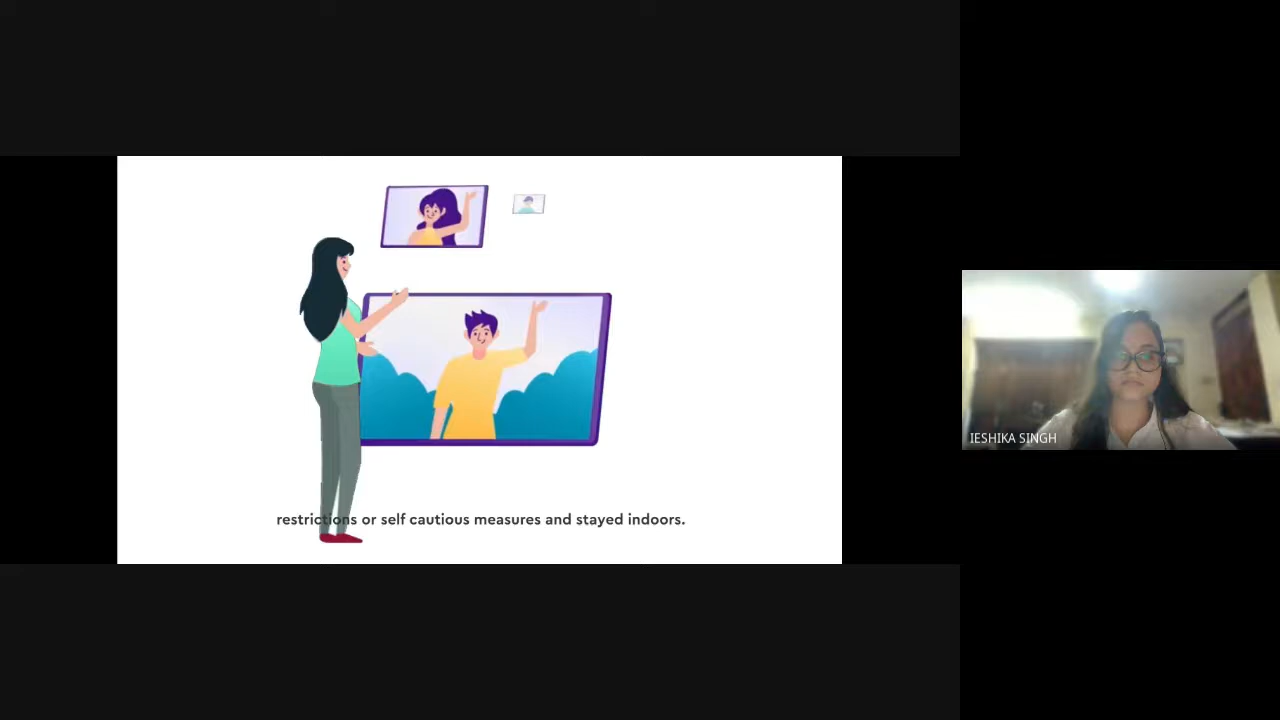 restrictions or self cautious measures and stayed indoors.
IESHIKA SINGH